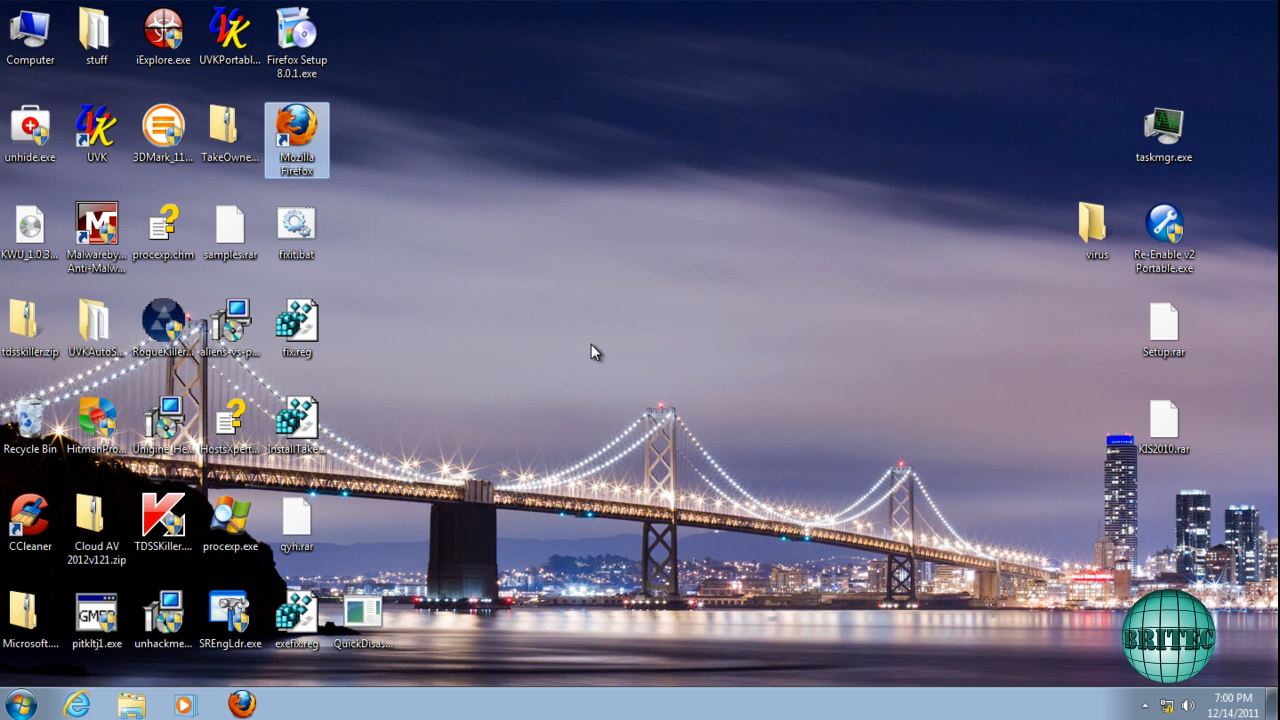 Computer
stuff
iExplore.exe
UVKPortabl...
Firefox Setup
8.0.1.exe
unhide.exe
UVK
3DMark_11...
TakeOwne...
Mozilla
Firefox
taskmgr.exe
KWU_1.0.3...
Malwareby...
Anti-Malw...
procexp.chm
samples.rar
fixit.bat
virus
Re-Enable v2
Portable.exe
tdsskiller.zip
UVKAutoS...
RogueKiller...
aliens-vs-p...
fix.reg
Setup.rar
Recycle Bin
HitmanPro...
Unigine_He...
HostsXpert...
InstallTake...
KIS2010.rar
CCleaner
Cloud AV
2012v121.zip
TDSSKiller....
procexp.exe
qyh.rar
GMER
Microsoft....
pitkltj1.exe
unhackme...
SREngLdr.exe
exefix.reg
QuickDisas...
BRITEC
7:00 PM
12/14/2011